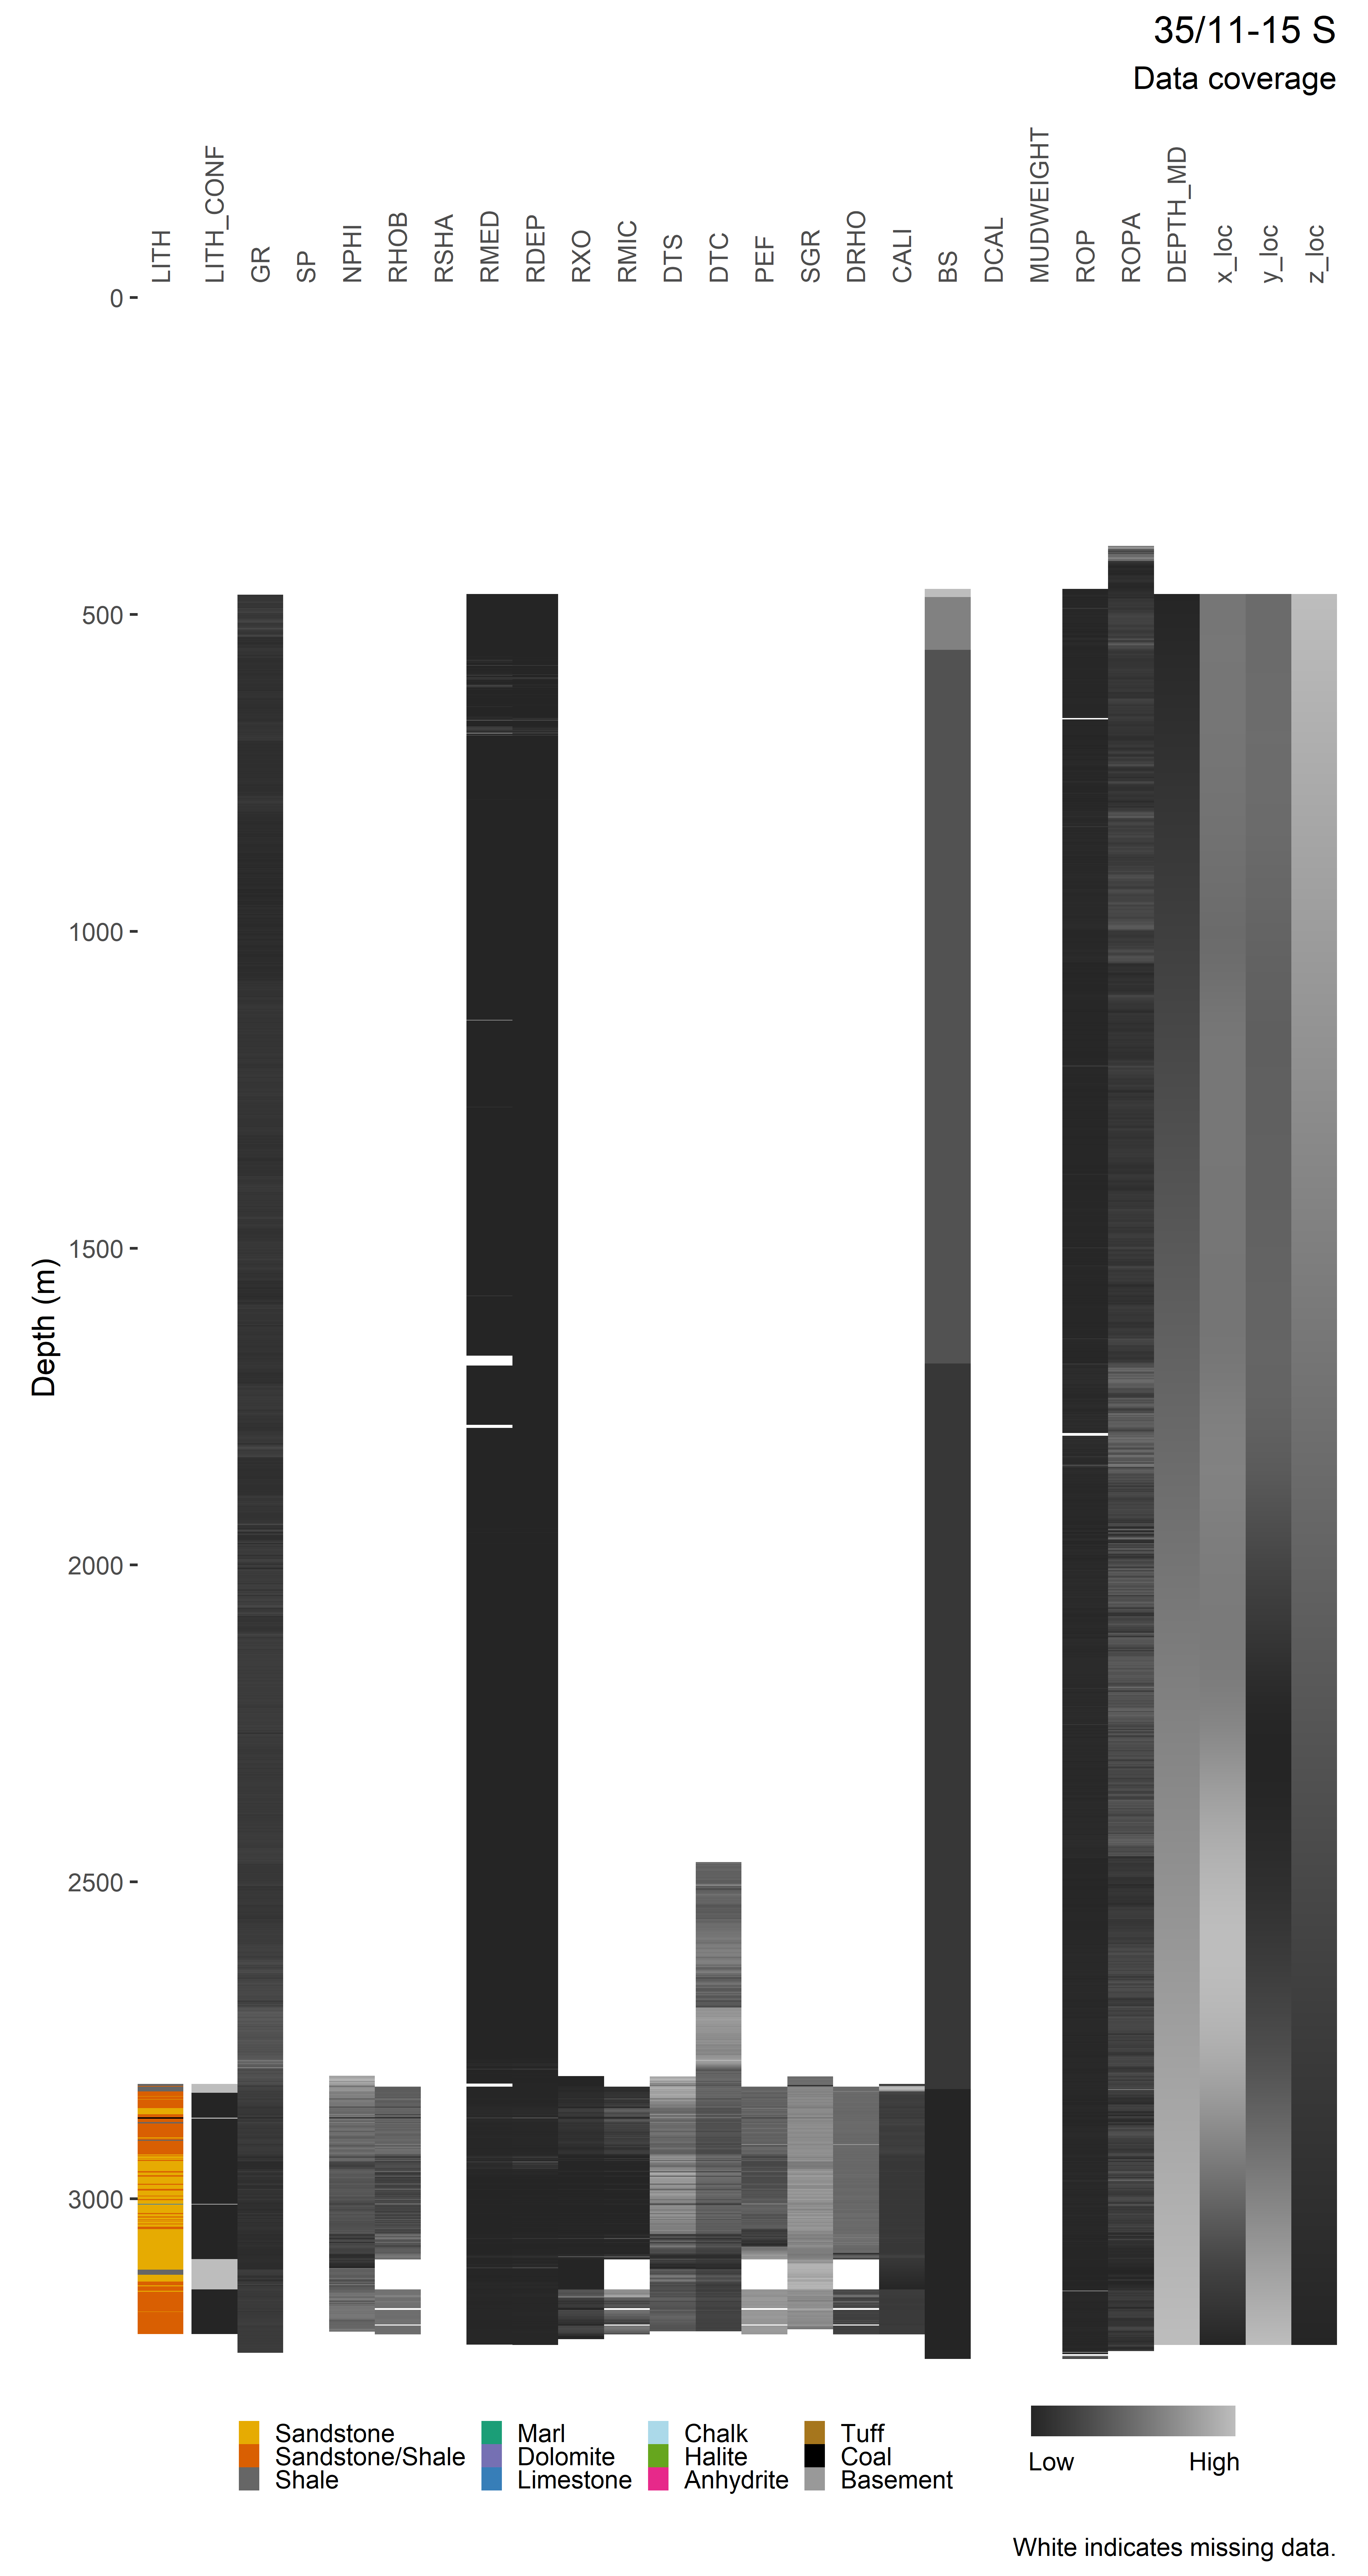 35/11-15 S
Data coverage
LITH
LITH_CONF
GR
SP
NPHI
RHOB
RSHA
RMED
RDEP
RXO
RMIC
DTS
DTC
PEF
SGR
DRHO
CALI
BS
DCAL
MUDWEIGHT
ROP
ROPA
DEPTH_MD
x_loc
y_loc
z_loc
0
500
1000
1500
2000
2500
3000
Depth (m)
Sandstone
Sandstone/Shale
Shale
Marl
Dolomite
Limestone
Chalk
Halite
Anhydrite
Tuff
Coal
Basement
Low
High
White indicates missing data.